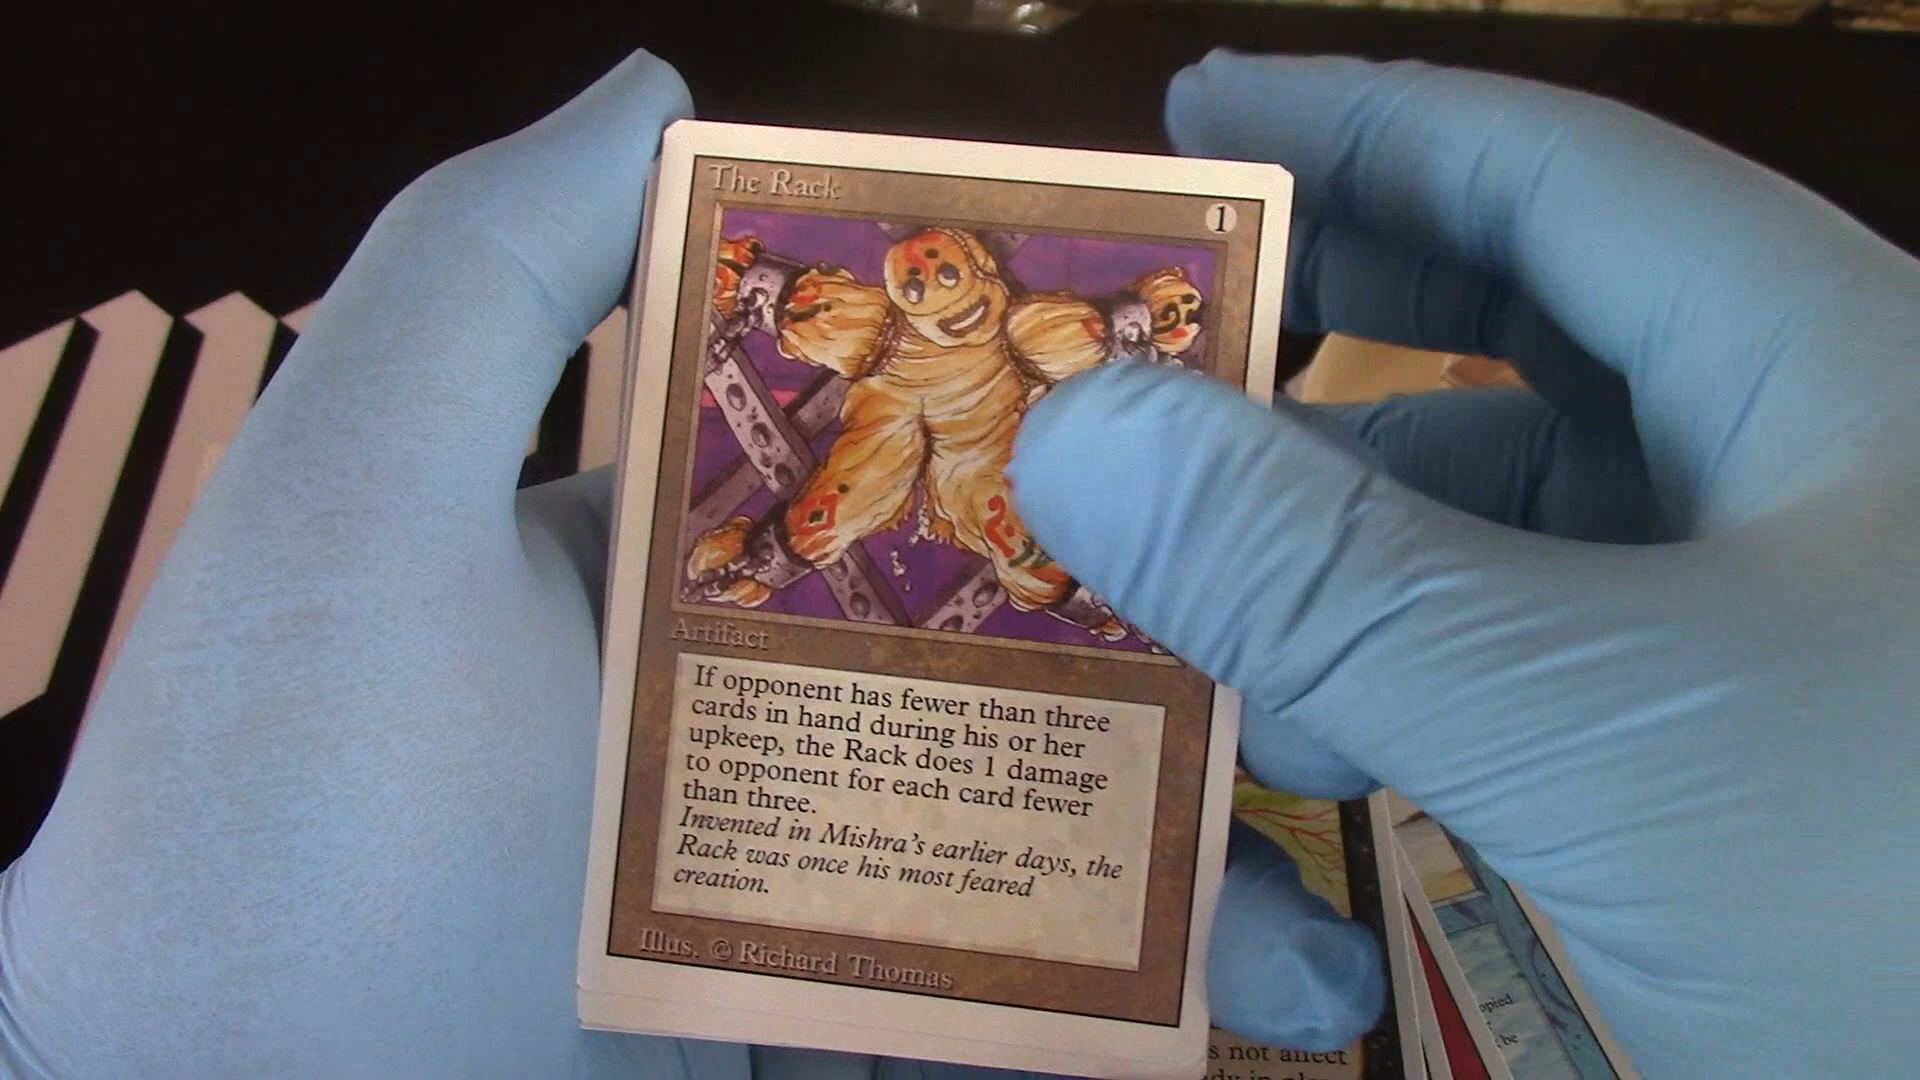 The Rack
1
Artifact
If opponent has fewer than three
cards in hand during his or her
upkeep, the Rack does 1 damage
to opponent for each card fewer
than three.
Invented in Mishra's earlier days, the
Rack was once his most feared
creation.
Illus. © Richard Thomas
opied
be
s not affect